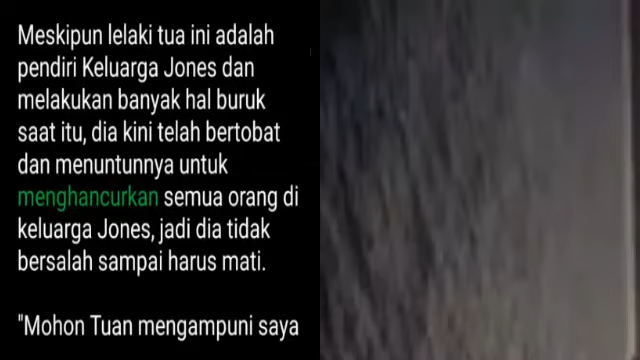 Meskipun lelaki tua ini adalah
pendiri Keluarga Jones dan
melakukan banyak hal buruk
saat itu, dia kini telah bertobat
dan menuntunnya untuk
menghancurkan semua orang di
keluarga Jones, jadi dia tidak
bersalah sampai harus mati.
"Mohon Tuan mengampuni saya